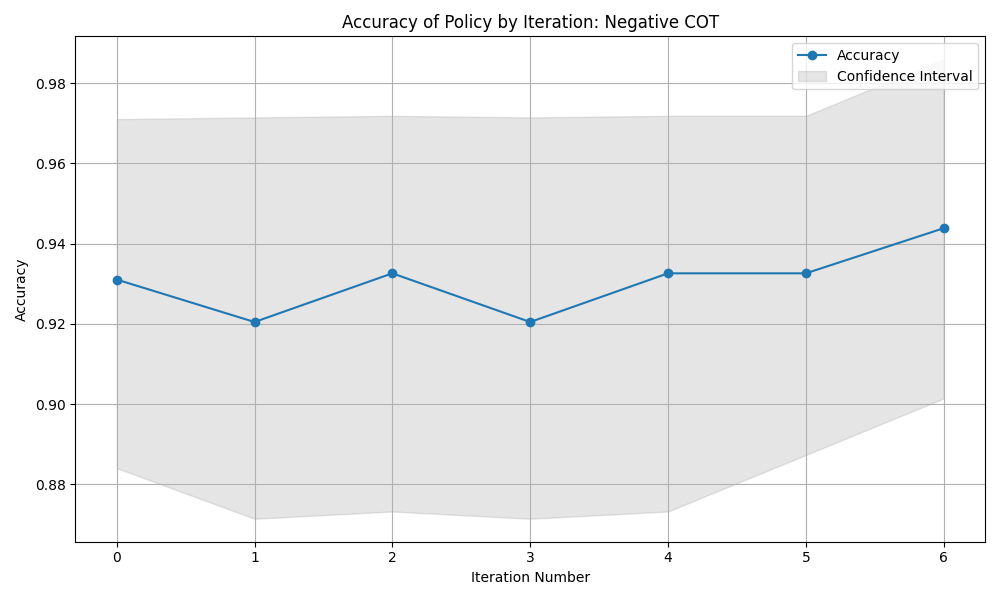 Accuracy of Policy by Iteration: Negative COT
Accuracy
Confidence Interval
0.98
0.96
0.94
0.92
0.90
0.88
Accuracy
0 1 2 3 4 5 6
Iteration Number